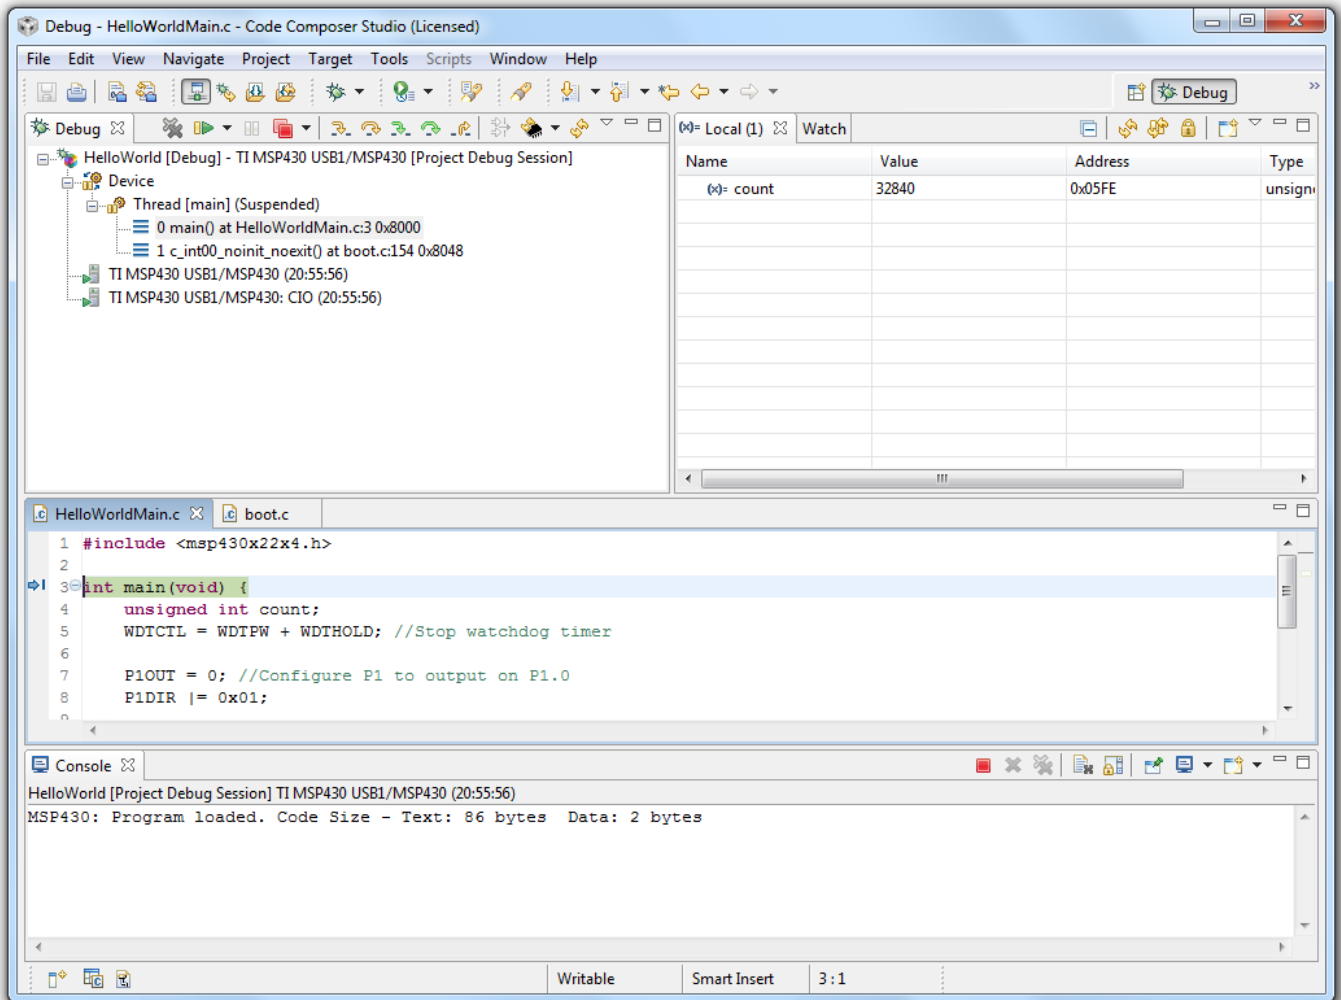 Debug - HelloWorldMain.c - Code Composer Studio (Licensed)
File Edit View Navigate Project Target Tools Scripts Window Help
Debug
Debug
HelloWorld [Debug] - TI MSP430 USB1/MSP430 [Project Debug Session]
Device
Thread [main] (Suspended)
0 main() at HelloWorldMain.c:3 0x8000
1 c_int00_noinit_noexit() at boot.c:154 0x8048
TI MSP430 USB1/MSP430 (20:55:56)
TI MSP430 USB1/MSP430: CIO (20:55:56)
(x)= Local (1) Watch
Name Value Address Type
(x)= count 32840 0x05FE unsign
HelloWorldMain.c boot.c
1 #include <msp430x22x4.h>
2
3 int main(void) {
4 unsigned int count;
5 WDTCTL = WDTPW + WDTHOLD; //Stop watchdog timer
6
7 P1OUT = 0; //Configure P1 to output on P1.0
8 P1DIR |= 0x01;
Console
HelloWorld [Project Debug Session] TI MSP430 USB1/MSP430 (20:55:56)
MSP430: Program loaded. Code Size - Text: 86 bytes Data: 2 bytes
Writable Smart Insert 3 : 1